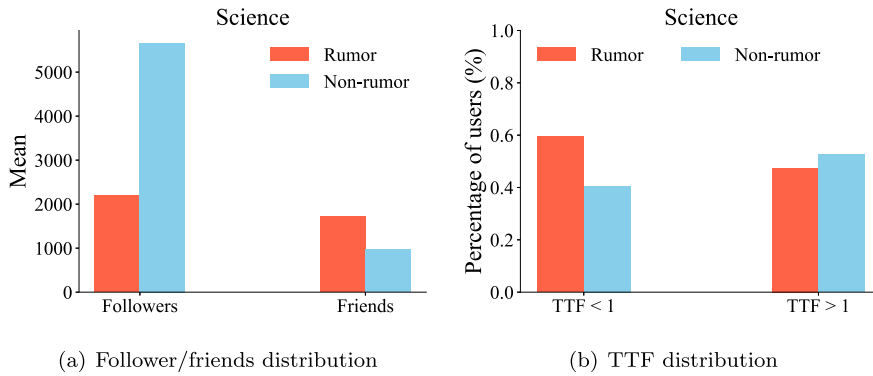 Science
Rumor
Non-rumor
Mean
5000
4000
3000
2000
1000
0
Followers
Friends
(a) Follower/friends distribution
Science
Rumor
Non-rumor
Percentage of users (%)
1.0
0.8
0.6
0.4
0.2
0.0
TTF < 1
TTF > 1
(b) TTF distribution